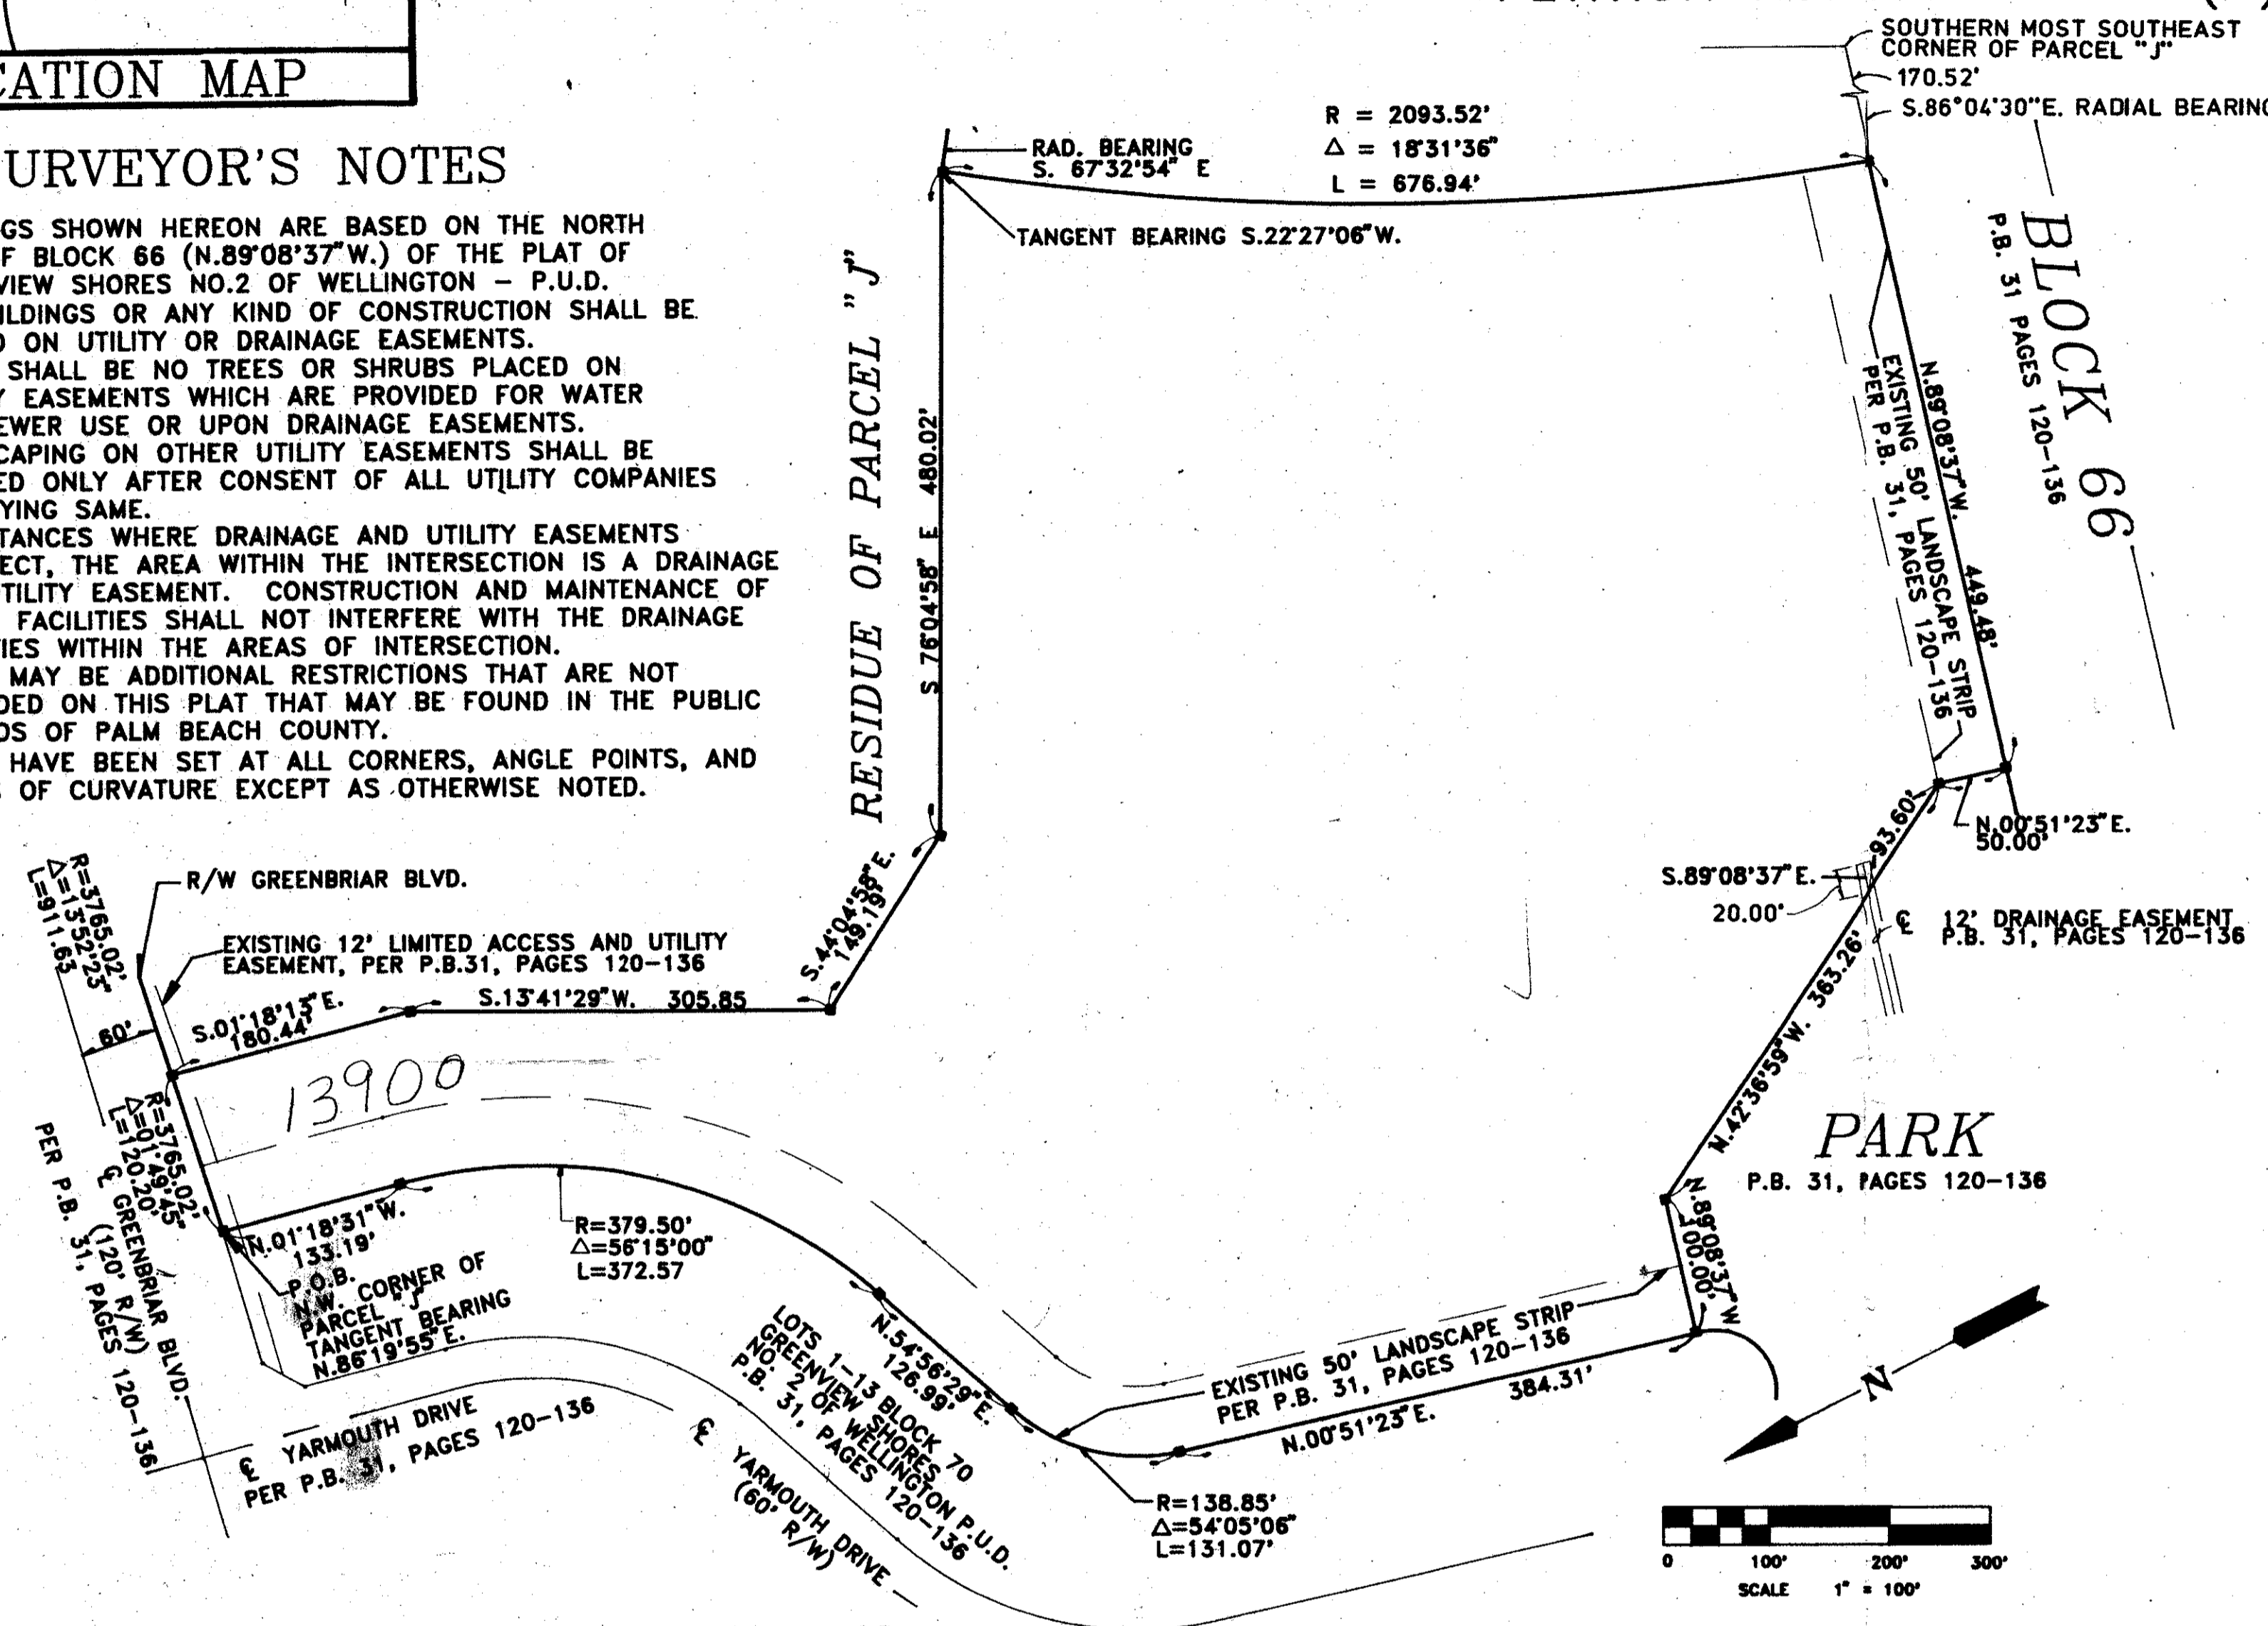 CATION MAP
URVEYOR'S NOTES
GS SHOWN HEREON ARE BASED ON THE NORTH
F BLOCK 66 (N.89°08'37"W.) OF THE PLAT OF
VIEW SHORES NO.2 OF WELLINGTON – P.U.D.
ILDINGS OR ANY KIND OF CONSTRUCTION SHALL BE
D ON UTILITY OR DRAINAGE EASEMENTS.
SHALL BE NO TREES OR SHRUBS PLACED ON
Y EASEMENTS WHICH ARE PROVIDED FOR WATER
EWER USE OR UPON DRAINAGE EASEMENTS.
CAPING ON OTHER UTILITY EASEMENTS SHALL BE
ED ONLY AFTER CONSENT OF ALL UTILITY COMPANIES
YING SAME.
TANCES WHERE DRAINAGE AND UTILITY EASEMENTS
ECT, THE AREA WITHIN THE INTERSECTION IS A DRAINAGE
TILITY EASEMENT. CONSTRUCTION AND MAINTENANCE OF
FACILITIES SHALL NOT INTERFERE WITH THE DRAINAGE
IES WITHIN THE AREAS OF INTERSECTION.
MAY BE ADDITIONAL RESTRICTIONS THAT ARE NOT
DED ON THIS PLAT THAT MAY BE FOUND IN THE PUBLIC
DS OF PALM BEACH COUNTY.
HAVE BEEN SET AT ALL CORNERS, ANGLE POINTS, AND
S OF CURVATURE EXCEPT AS OTHERWISE NOTED.
SOUTHERN MOST SOUTHEAST
CORNER OF PARCEL "J"
170.52'
S.86°04'30"E. RADIAL BEARING
R = 2093.52'
Δ = 18°31'36"
L = 676.94'
RAD. BEARING
S. 67°32'54" E
TANGENT BEARING S.22°27'06"W.
RESIDUE OF PARCEL "J"
S 76°04'58" E 480.02'
BLOCK 66
P.B. 31 PAGES 120-136
N.89°08'37"W. 449.48'
EXISTING 50' LANDSCAPE STRIP
PER P.B. 31, PAGES 120-136
N.00°51'23"E.
50.00'
93.60'
S.89°08'37"E.
20.00'
℄ 12' DRAINAGE EASEMENT
P.B. 31, PAGES 120-136
N.42°36'59"W. 363.26'
PARK
P.B. 31, PAGES 120-136
N.89°08'37"W
100.00'
R=3765.02'
Δ=13°52'23"
L=911.63
R/W GREENBRIAR BLVD.
EXISTING 12' LIMITED ACCESS AND UTILITY
EASEMENT, PER P.B.31, PAGES 120-136
60'
S.01°18'13"E.
180.44'
S.13°41'29"W. 305.85
S.44°04'58"E.
149.19'
13900
R=3765.02'
Δ=01°49'45"
L=120.20'
℄ GREENBRIAR BLVD.
(120' R/W)
PER P.B. 31, PAGES 120-136
N.01°18'31"W.
133.19'
P.O.B.
N.W. CORNER OF
PARCEL "J"
TANGENT BEARING
N.86°19'55"E.
R=379.50'
Δ=56°15'00"
L=372.57
N.54°56'29"E.
126.99'
LOTS 1-13 BLOCK 70
GREENVIEW SHORES
NO. 2 OF WELLINGTON P.U.D.
P.B. 31, PAGES 120-136
EXISTING 50' LANDSCAPE STRIP
PER P.B. 31, PAGES 120-136
N.00°51'23"E. 384.31'
℄ YARMOUTH DRIVE
PER P.B. 31, PAGES 120-136
℄ YARMOUTH DRIVE
(60' R/W)
R=138.85'
Δ=54°05'06"
L=131.07'
N
0 100' 200' 300'
SCALE 1" = 100'